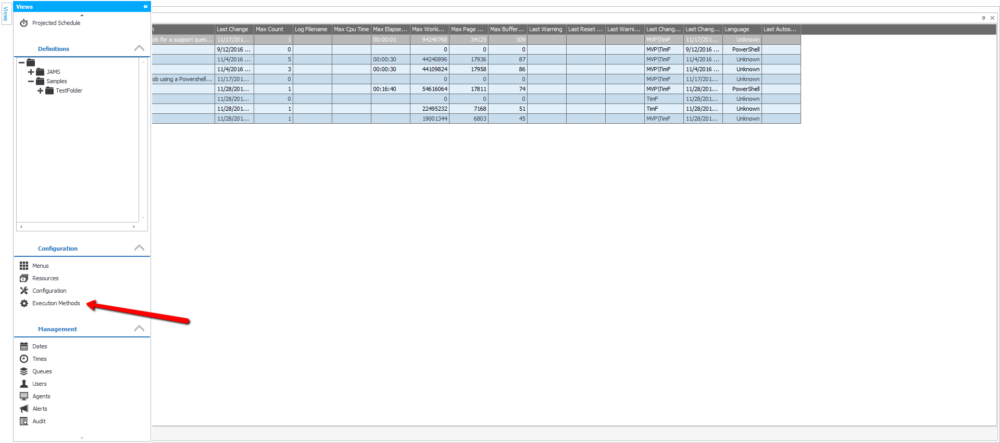 Views
Views
Projected Schedule
Definitions
JAMS
Samples
TestFolder
Configuration
Menus
Resources
Configuration
Execution Methods
Management
Dates
Times
Queues
Users
Agents
Alerts
Audit
n Last Change Max Count Log Filename Max Cpu Time Max Elapse... Max Worki... Max Page ... Max Buffer... Last Warning Last Reset ... Last Warni... Last Chang... Last Chang... Language Last Autos...
ob for a support ques... 11/17/201... 1 00:00:01 94240768 34125 109 MVP\TimF 11/17/201... Unknown
9/12/2016 ... 0 0 0 0 MVP\TimF 9/12/2016 ... PowerShell
11/4/2016 ... 5 00:00:30 44240896 17936 87 MVP\TimF 11/4/2016 ... Unknown
11/4/2016 ... 3 00:00:30 44109824 17958 86 MVP\TimF 11/4/2016 ... Unknown
ob using a Powershell... 11/17/201... 0 0 0 0 MVP\TimF 11/17/201... Unknown
11/28/201... 1 00:16:40 54616064 17811 74 MVP\TimF 11/28/201... PowerShell
11/28/201... 0 0 0 0 TimF 11/28/201... Unknown
11/28/201... 1 22495232 7168 51 TimF 11/28/201... Unknown
11/28/201... 1 19001344 6803 45 MVP\TimF 11/28/201... Unknown